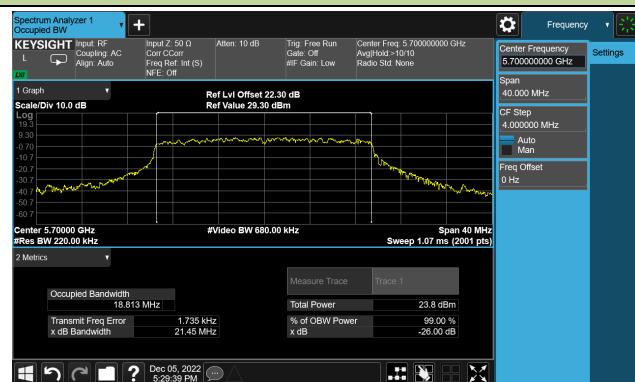 Spectrum Analyzer 1
Occupied BW
Frequency
KEYSIGHT
L
LXI
Input: RF
Coupling: AC
Align: Auto
Input Z: 50 Ω
Corr CCorr
Freq Ref: Int (S)
NFE: Off
Atten: 10 dB
Trig: Free Run
Gate: Off
#IF Gain: Low
Center Freq: 5.700000000 GHz
Avg|Hold:>10/10
Radio Std: None
Center Frequency
5.700000000 GHz
Settings
Span
40.000 MHz
CF Step
4.000000 MHz
Auto
Man
Freq Offset
0 Hz
1 Graph
Scale/Div 10.0 dB
Ref Lvl Offset 22.30 dB
Ref Value 29.30 dBm
Log
19.3
9.30
-0.70
-10.7
-20.7
-30.7
-40.7
-50.7
-60.7
Center 5.70000 GHz
#Video BW 680.00 kHz
Span 40 MHz
#Res BW 220.00 kHz
Sweep 1.07 ms (2001 pts)
2 Metrics
Measure Trace
Trace 1
Occupied Bandwidth
18.813 MHz
Total Power
23.8 dBm
Transmit Freq Error
1.735 kHz
% of OBW Power
99.00 %
x dB Bandwidth
21.45 MHz
x dB
-26.00 dB
Dec 05, 2022
5:29:39 PM